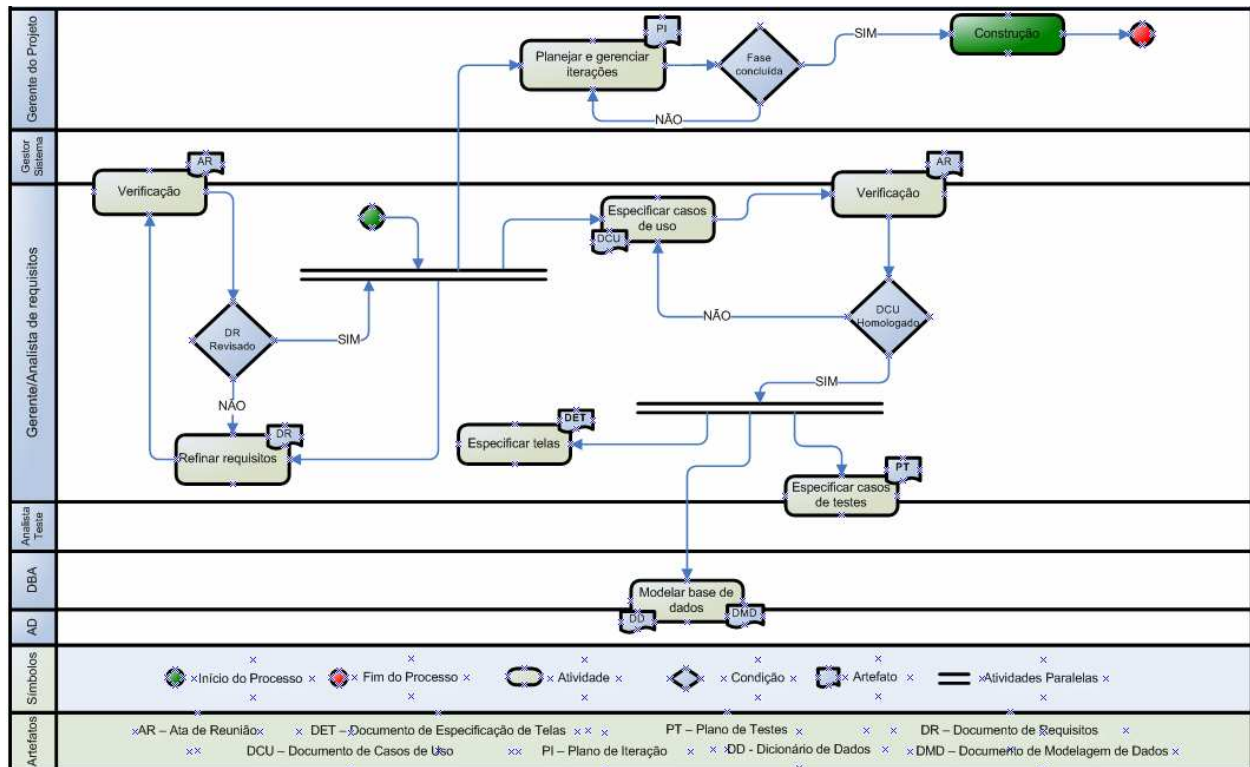 Gerente do Projeto
PI
Planejar e gerenciar
iterações
Fase
concluída
SIM
NÃO
Construção
Gestor
Sistema
AR
Verificação
AR
Verificação
Gerente/Analista de requisitos
Especificar casos
de uso
DCU
DR
Revisado
SIM
NÃO
DR
Refinar requisitos
DCU
Homologado
NÃO
SIM
DET
Especificar telas
PT
Especificar casos
de testes
Analista
Teste
DBA
Modelar base de
dados
DD
DMD
AD
Símbolos
Início do Processo
Fim do Processo
Atividade
Condição
Artefato
Atividades Paralelas
Artefatos
AR – Ata de Reunião
DET – Documento de Especificação de Telas
PT – Plano de Testes
DR – Documento de Requisitos
DCU – Documento de Casos de Uso
PI – Plano de Iteração
DD - Dicionário de Dados
DMD – Documento de Modelagem de Dados